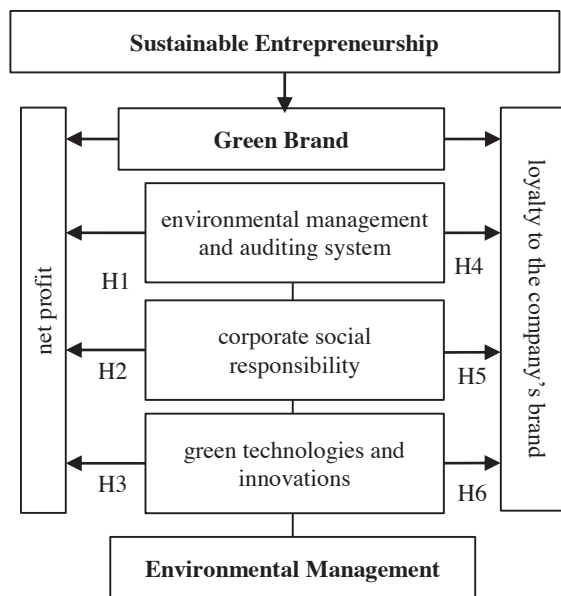 Sustainable Entrepreneurship
Green Brand
net profit
loyalty to the company's brand
environmental management
and auditing system
H1
H4
corporate social
responsibility
H2
H5
green technologies and
innovations
H3
H6
Environmental Management